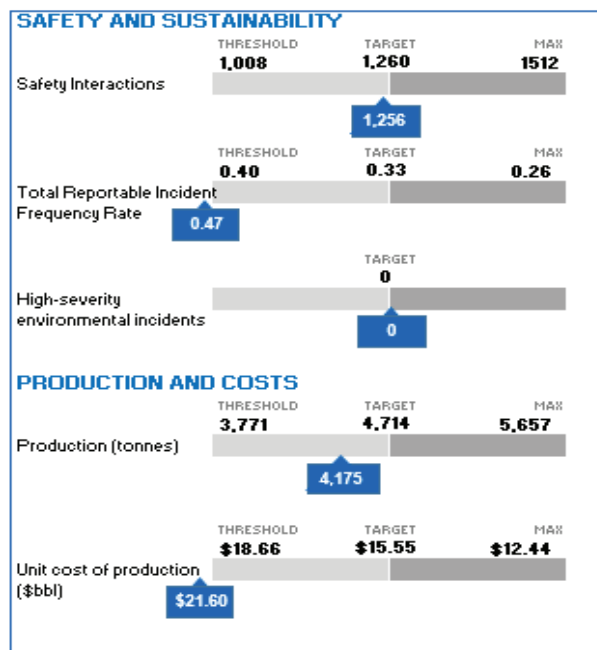 SAFETY AND SUSTAINABILITY
THRESHOLD TARGET MAX
1,008 1,260 1512
Safety Interactions
1,256
THRESHOLD TARGET MAX
0.40 0.33 0.26
Total Reportable Incident
Frequency Rate
0.47
TARGET
0
High-severity
environmental incidents
0
PRODUCTION AND COSTS
THRESHOLD TARGET MAX
3,771 4,714 5,657
Production (tonnes)
4,175
THRESHOLD TARGET MAX
$18.66 $15.55 $12.44
Unit cost of production
($bbl)
$21.60